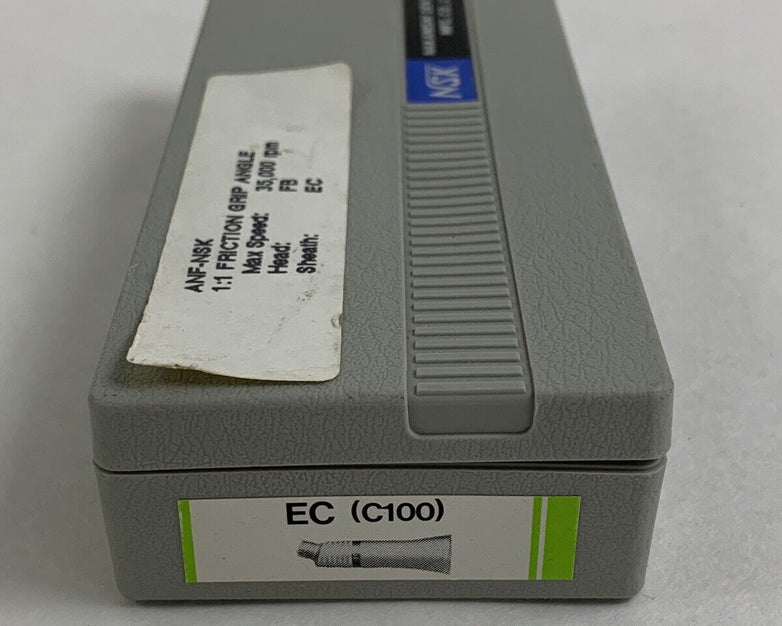 NSK
ANF-NSK
1:1 FRICTION GRIP ANGLE
Max Speed: 35,000 rpm
Head: FB
Sheath: EC
EC (C100)